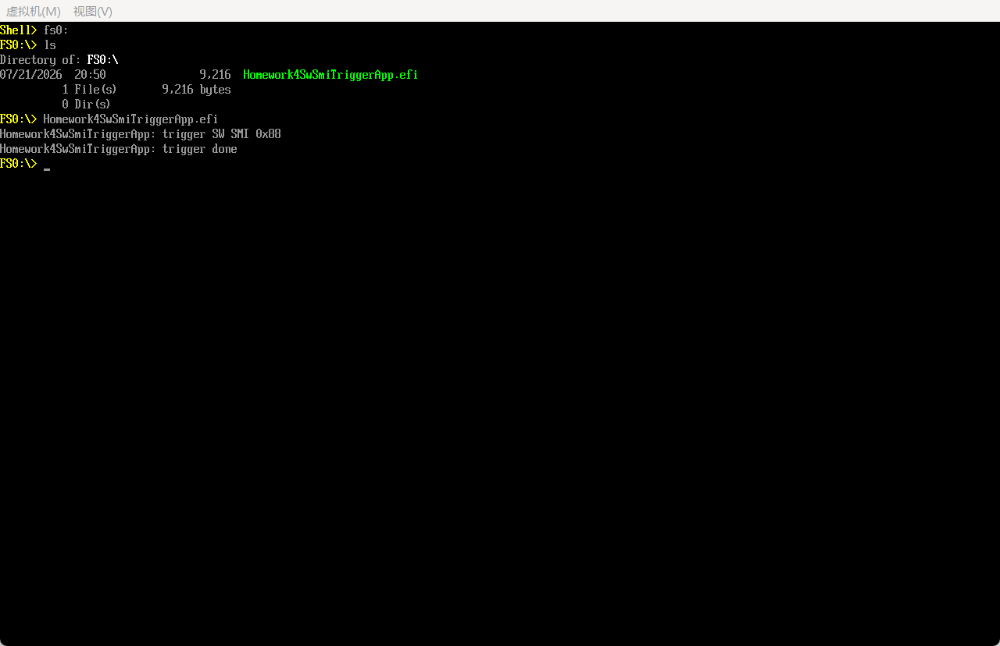 虚拟机(M) 视图(V)
Shell> fs0:
FS0:\> ls
Directory of: FS0:\
07/21/2026  20:50               9,216  Homework4SwSmiTriggerApp.efi
          1 File(s)       9,216 bytes
          0 Dir(s)
FS0:\> Homework4SwSmiTriggerApp.efi
Homework4SwSmiTriggerApp: trigger SW SMI 0x88
Homework4SwSmiTriggerApp: trigger done
FS0:\> _